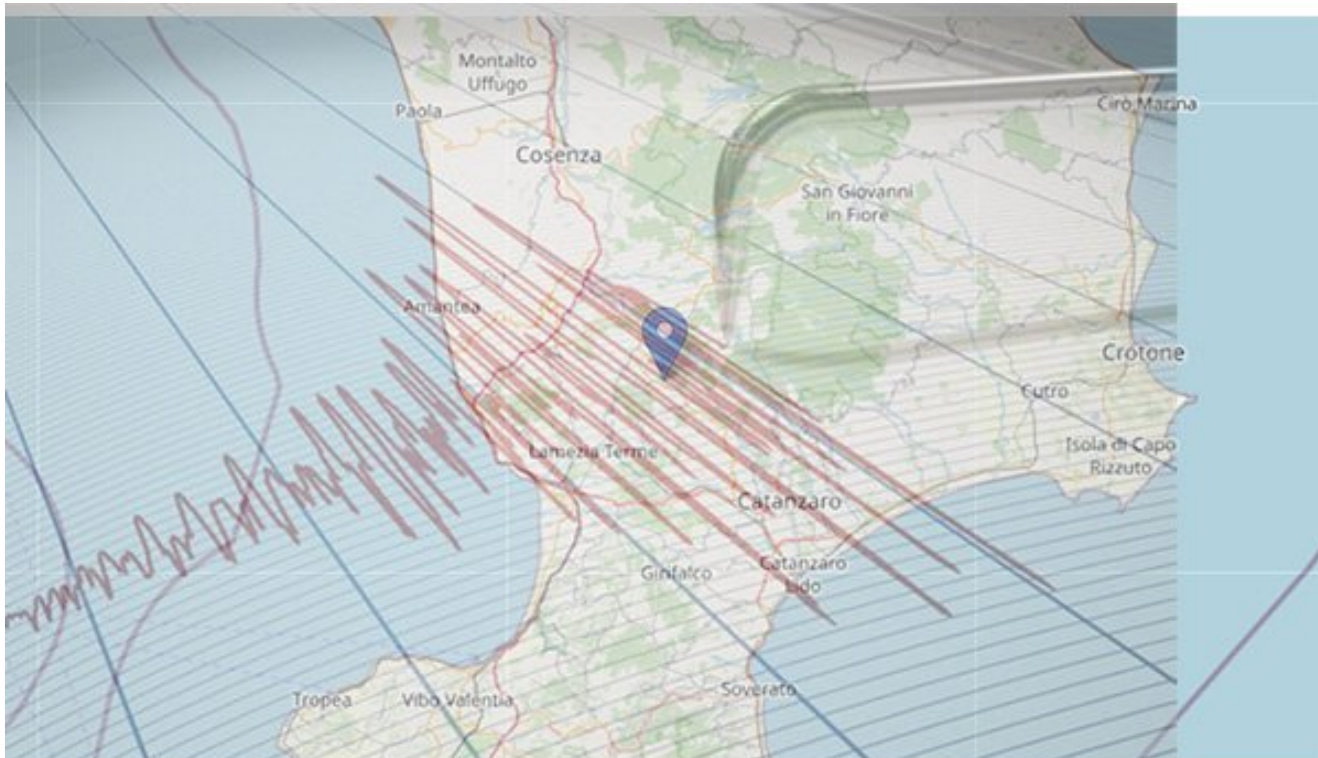 Montalto
Uffugo
Paola
Cirò Marina
Cosenza
San Giovanni
in Fiore
Amantea
Crotone
Cutro
Isola di Capo
Rizzuto
Lamezia Terme
Catanzaro
Girifalco
Catanzaro
Lido
Tropea
Vibo Valentia
Soverato